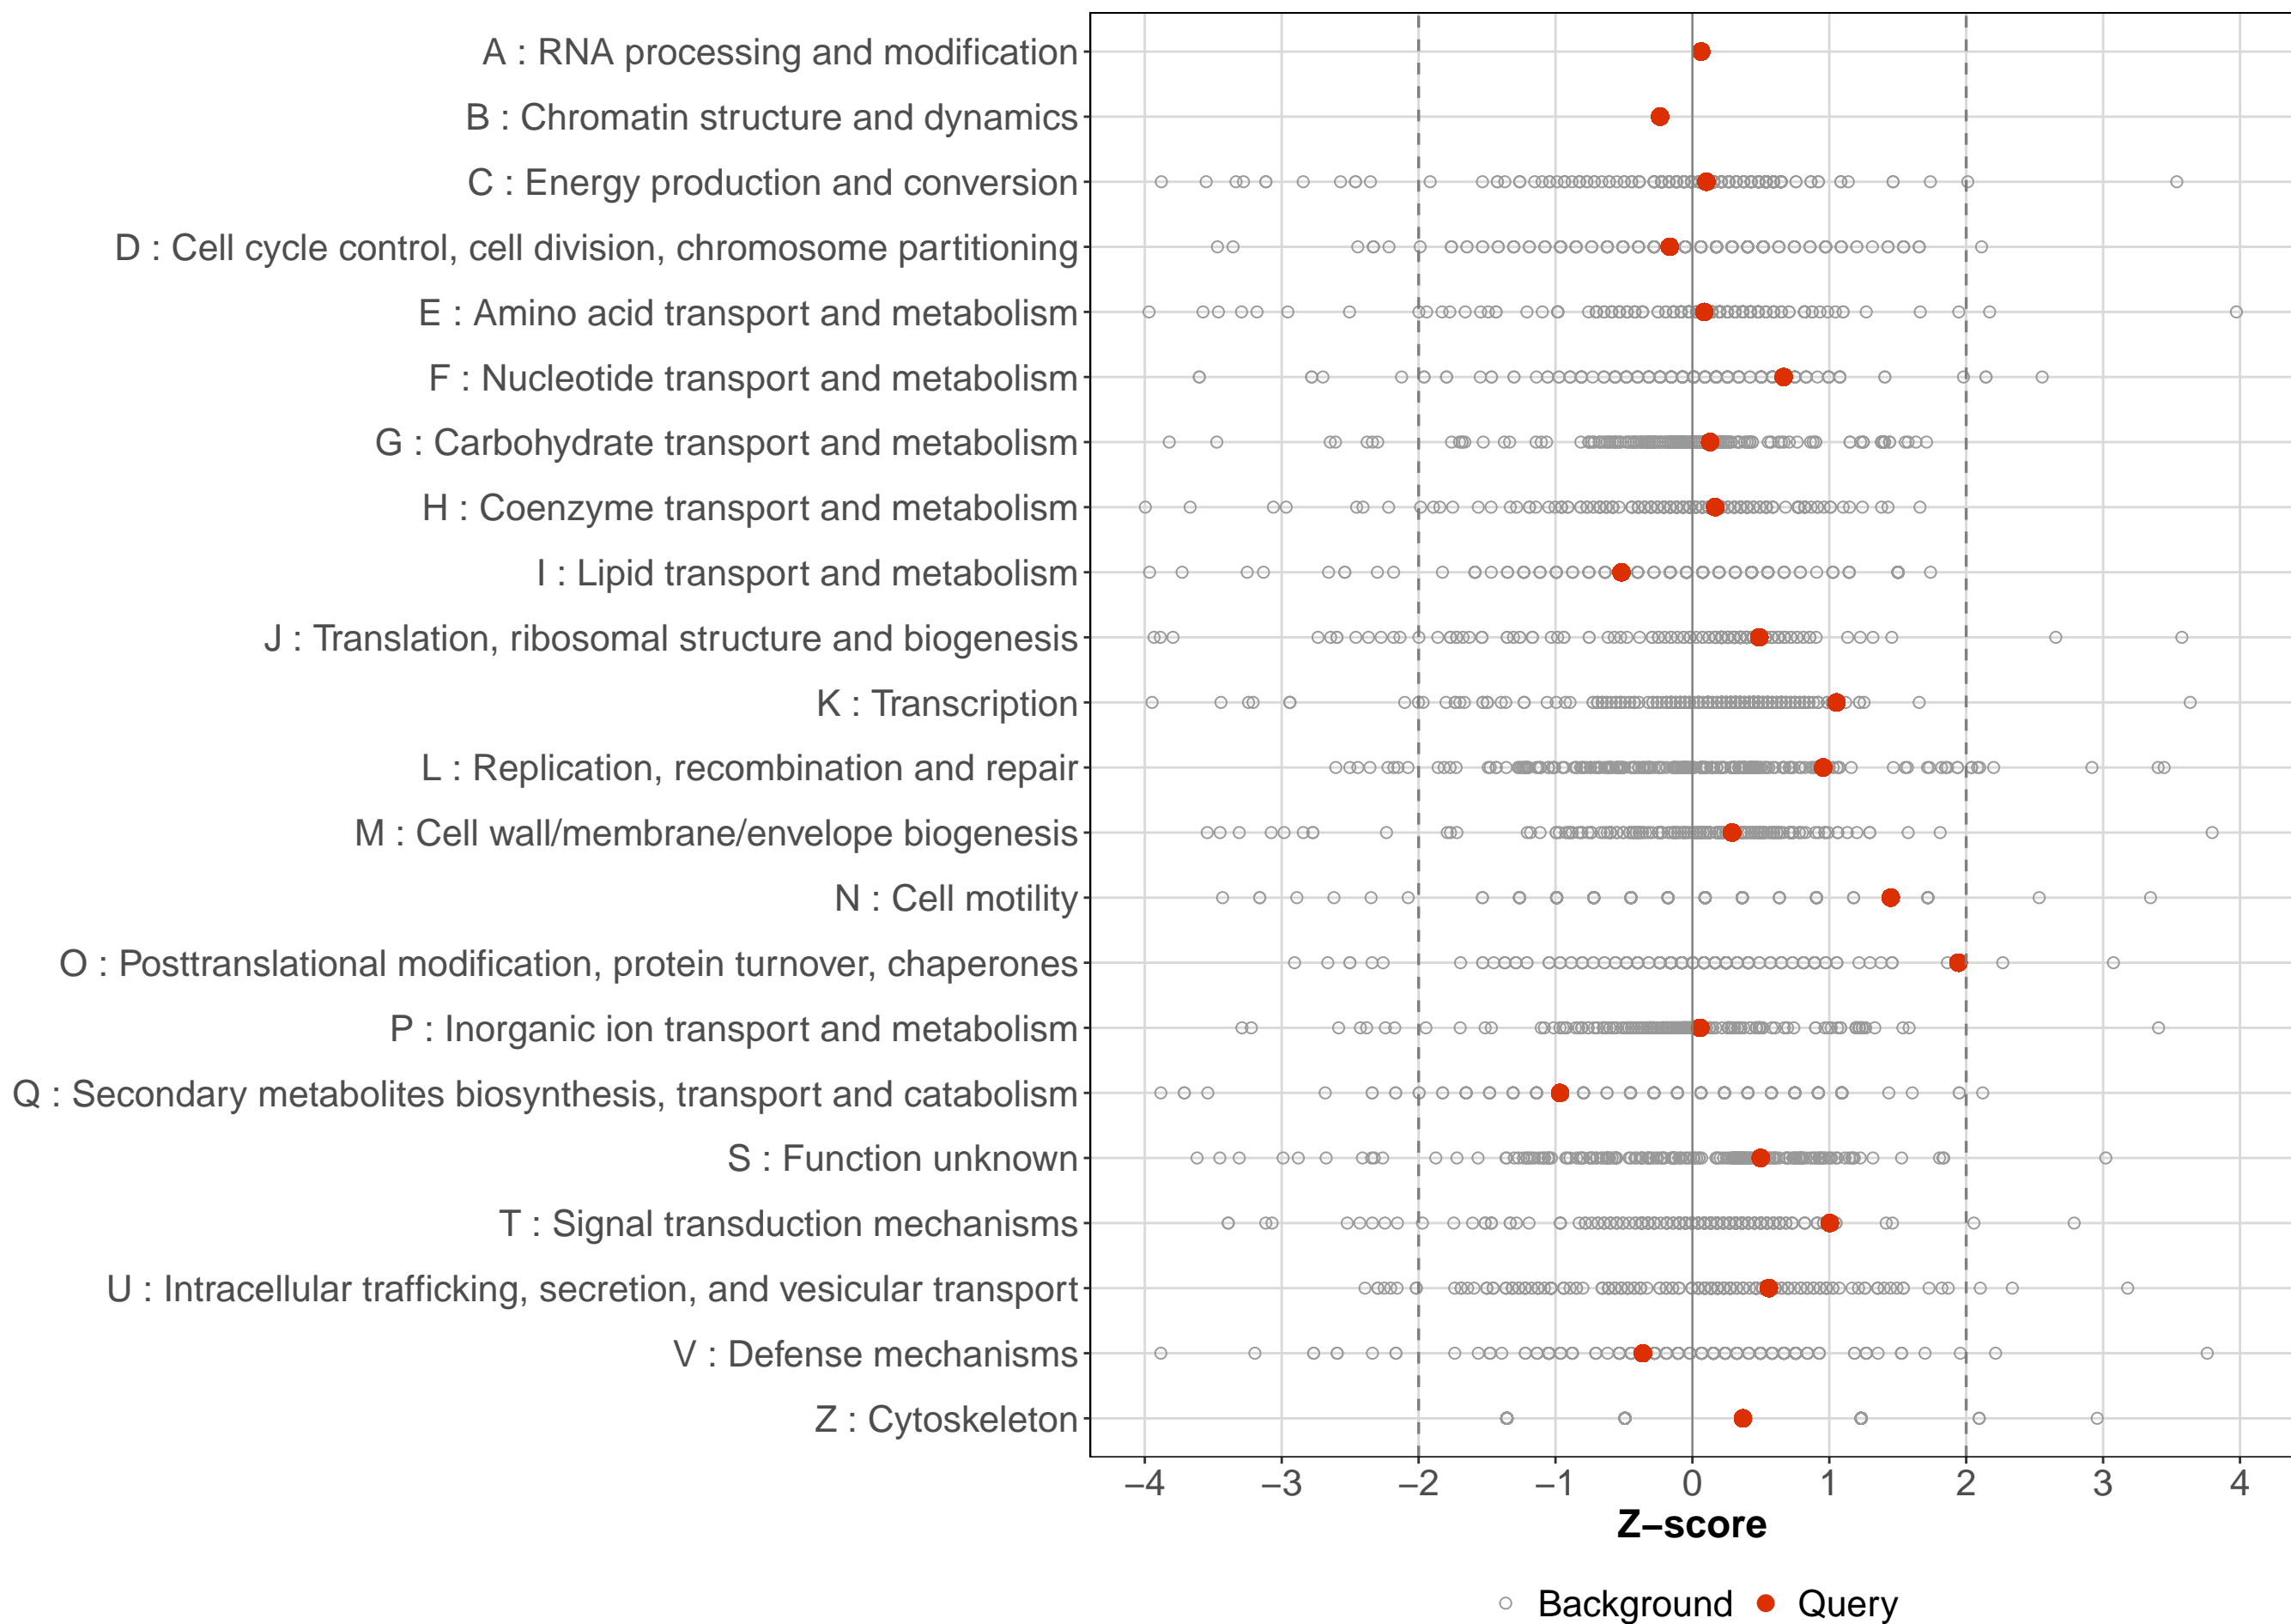 A : RNA processing and modification
B : Chromatin structure and dynamics
C : Energy production and conversion
D : Cell cycle control, cell division, chromosome partitioning
E : Amino acid transport and metabolism
F : Nucleotide transport and metabolism
G : Carbohydrate transport and metabolism
H : Coenzyme transport and metabolism
I : Lipid transport and metabolism
J : Translation, ribosomal structure and biogenesis
K : Transcription
L : Replication, recombination and repair
M : Cell wall/membrane/envelope biogenesis
N : Cell motility
O : Posttranslational modification, protein turnover, chaperones
P : Inorganic ion transport and metabolism
Q : Secondary metabolites biosynthesis, transport and catabolism
S : Function unknown
T : Signal transduction mechanisms
U : Intracellular trafficking, secretion, and vesicular transport
V : Defense mechanisms
Z : Cytoskeleton
−4 −3 −2 −1 0 1 2 3 4
Z−score
Background Query